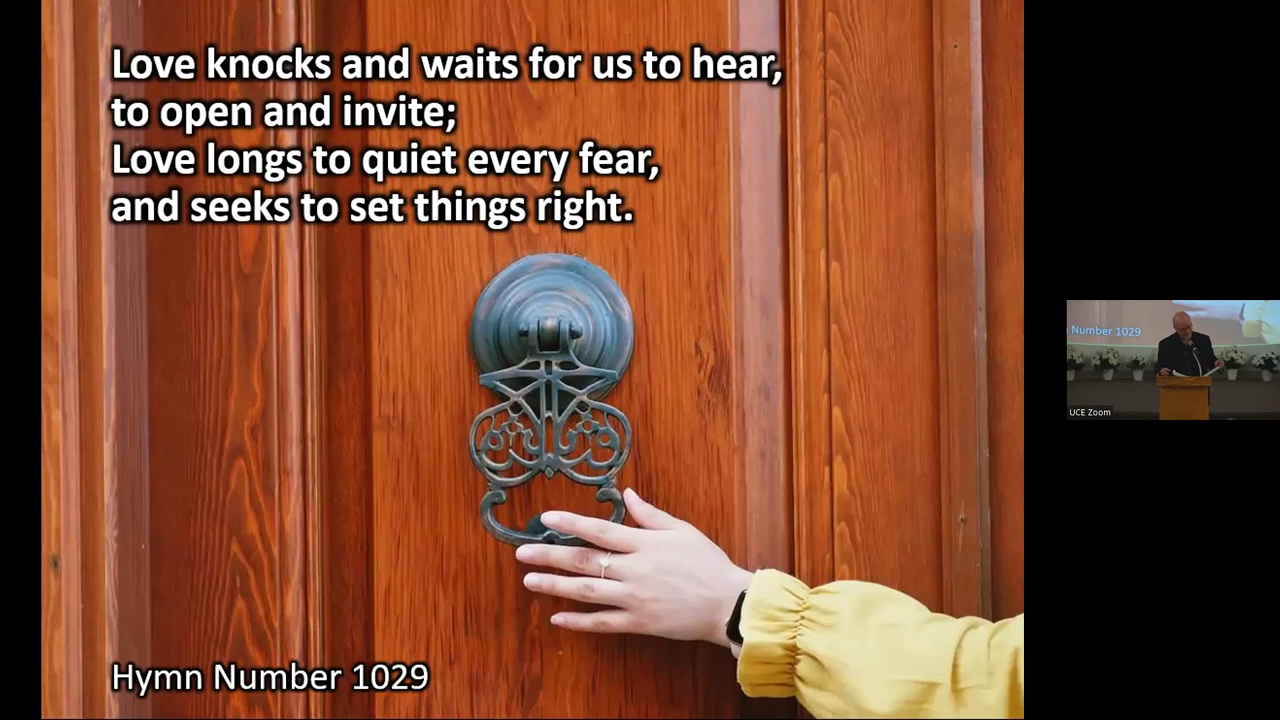 Love knocks and waits for us to hear,
to open and invite;
Love longs to quiet every fear,
and seeks to set things right.
Hymn Number 1029
Number 1029
UCE Zoom